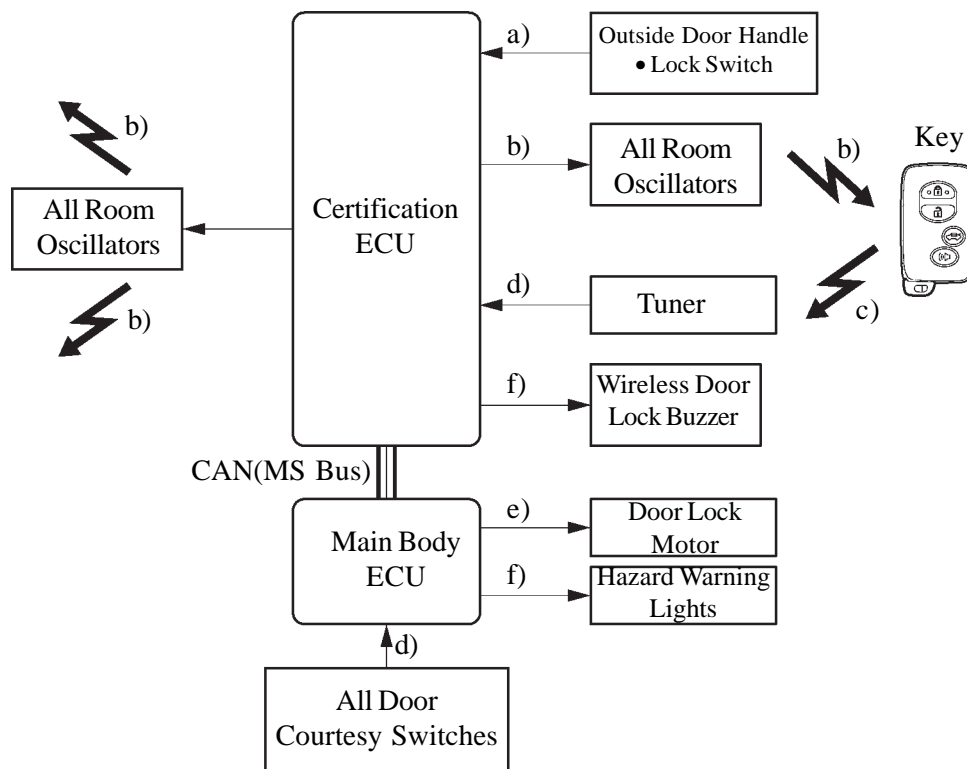 a)
Outside Door Handle
• Lock Switch
b)
b)
All Room
Oscillators
b)
Key
All Room
Oscillators
Certification
ECU
d)
Tuner
c)
b)
f)
Wireless Door
Lock Buzzer
CAN(MS Bus)
Main Body
ECU
e)
Door Lock
Motor
f)
Hazard Warning
Lights
d)
All Door
Courtesy Switches